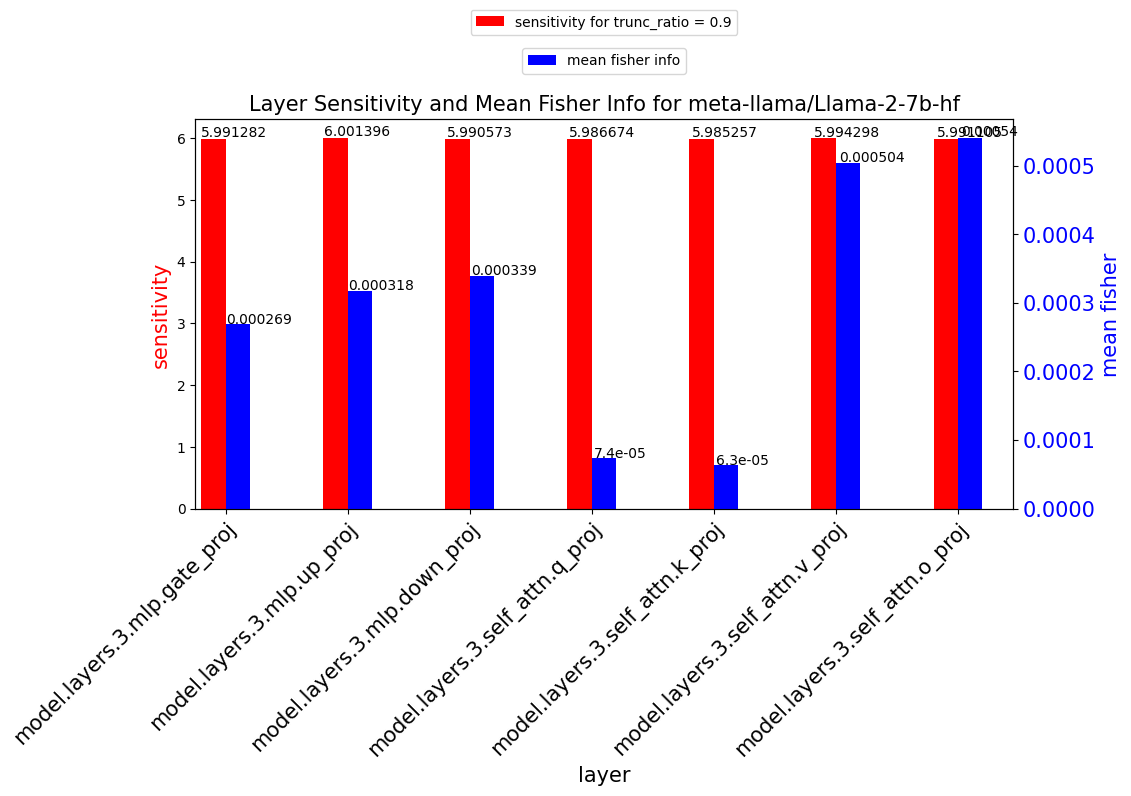 sensitivity for trunc_ratio = 0.9
mean fisher info
Layer Sensitivity and Mean Fisher Info for meta-llama/Llama-2-7b-hf
5.991282
6.001396
5.990573
5.986674
5.985257
5.994298
5.991105
0.00054
0.000504
0.000339
0.000318
0.000269
7.4e-05
6.3e-05
6
5
4
3
2
1
0
sensitivity
0.0005
0.0004
0.0003
0.0002
0.0001
0.0000
mean fisher
model.layers.3.mlp.gate_proj
model.layers.3.mlp.up_proj
model.layers.3.mlp.down_proj
model.layers.3.self_attn.q_proj
model.layers.3.self_attn.k_proj
model.layers.3.self_attn.v_proj
model.layers.3.self_attn.o_proj
layer